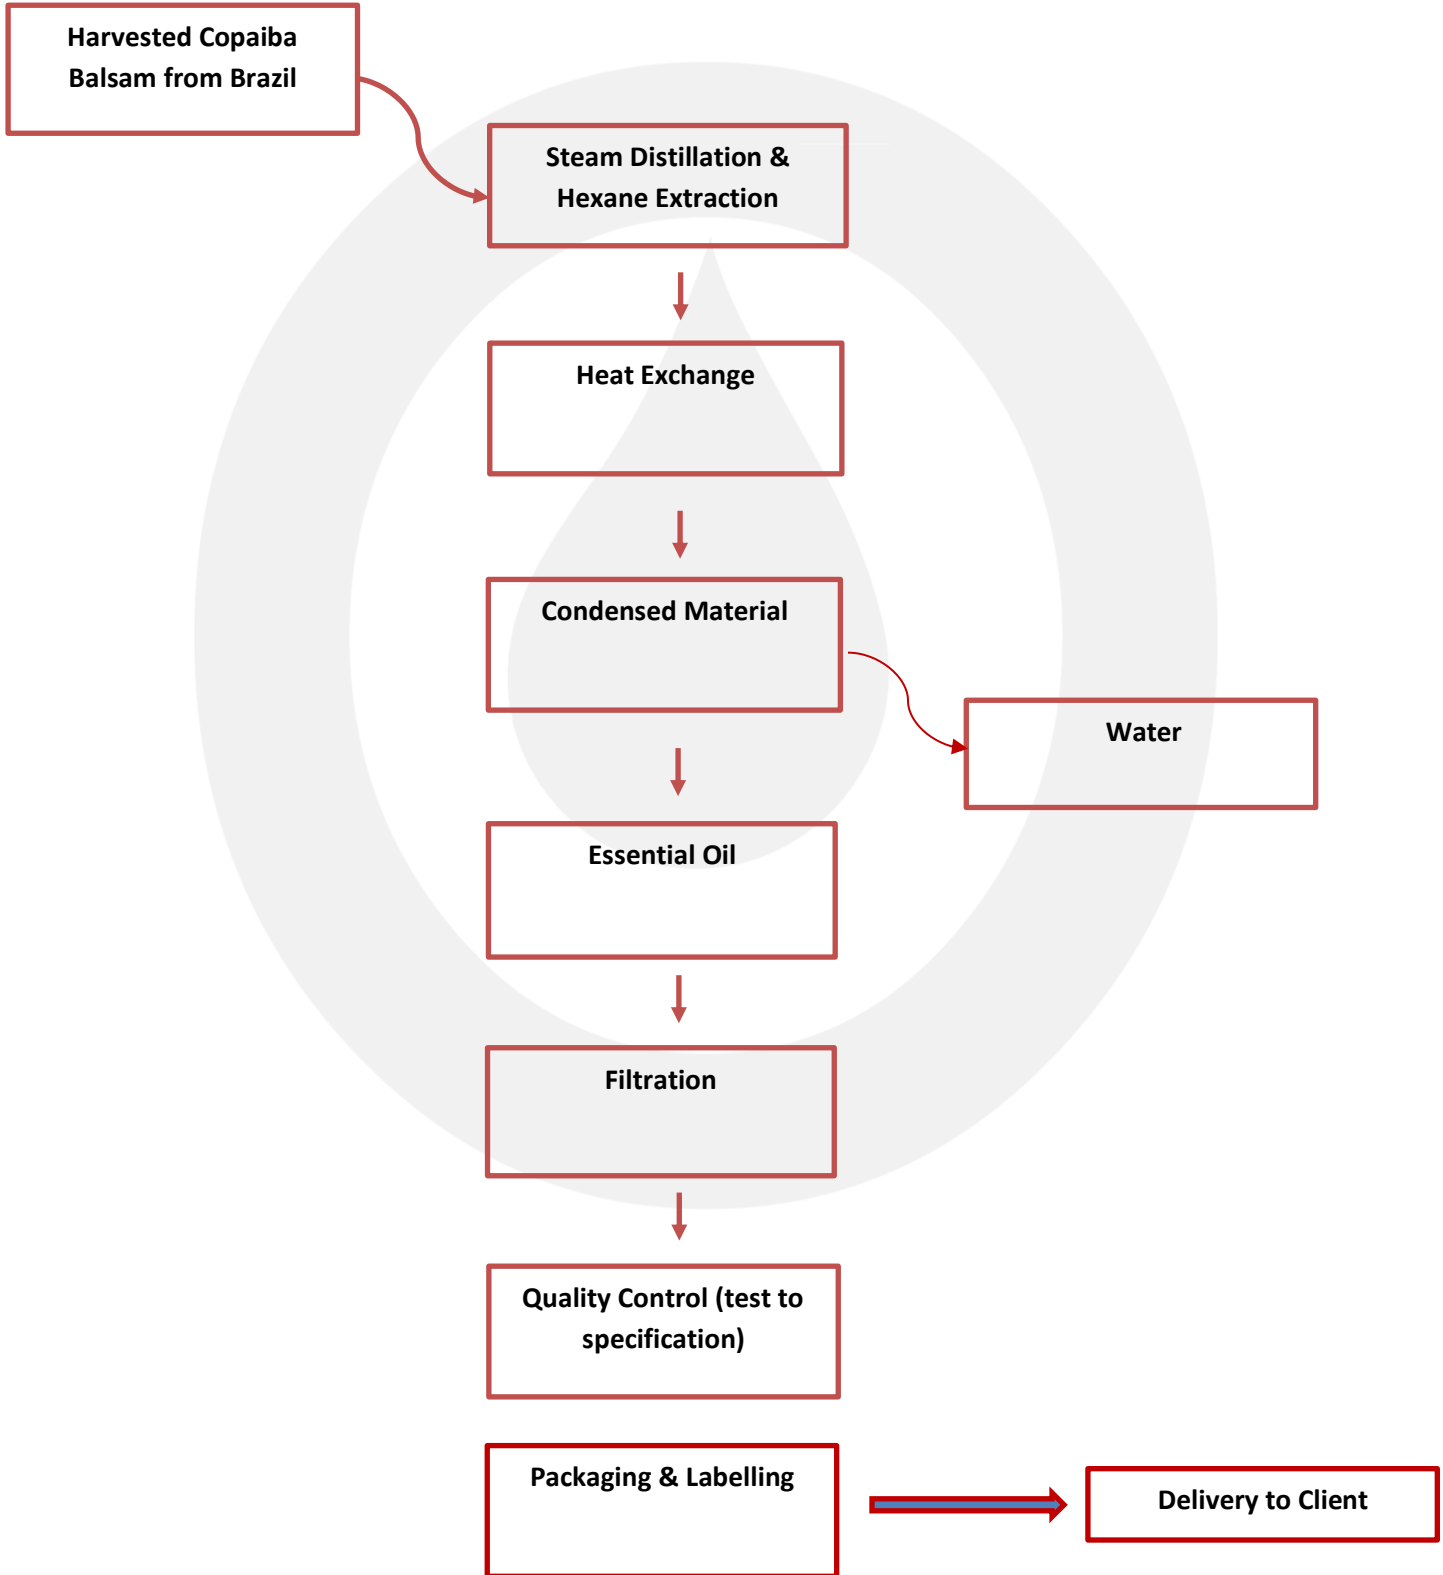 Harvested Copaiba
Balsam from Brazil
Steam Distillation &
Hexane Extraction
Heat Exchange
Condensed Material
Water
Essential Oil
Filtration
Quality Control (test to
specification)
Packaging & Labelling
Delivery to Client